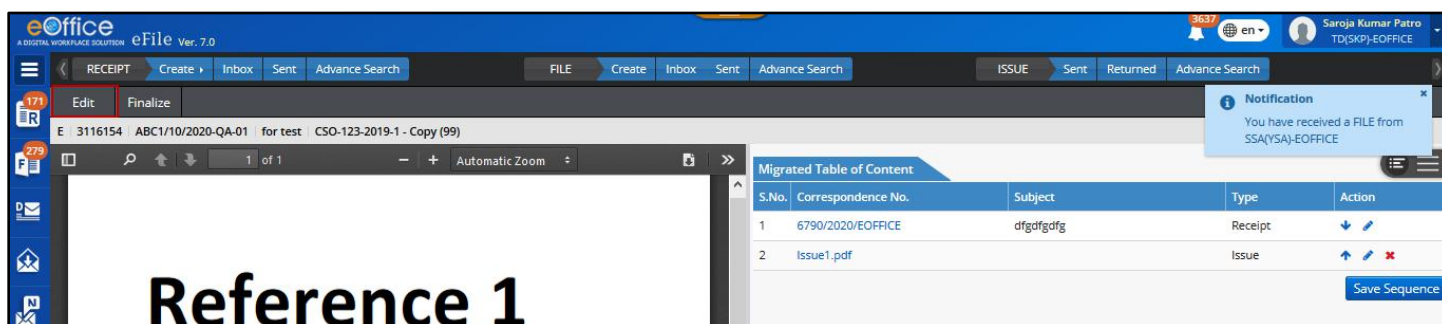 eOffice
A DIGITAL WORKPLACE SOLUTION eFile Ver. 7.0
3637
en
Saroja Kumar Patro
TD(SKP)-EOFFICE
RECEIPT Create Inbox Sent Advance Search FILE Create Inbox Sent Advance Search ISSUE Sent Returned Advance Search
171
R
Edit Finalize
Notification ×
You have received a FILE from
SSA(YSA)-EOFFICE
E 3116154 ABC1/10/2020-QA-01 for test CSO-123-2019-1 - Copy (99)
279
F
1 of 1 Automatic Zoom
Migrated Table of Content
S.No. Correspondence No. Subject Type Action
1 6790/2020/EOFFICE dfgdfgdfg Receipt
2 Issue1.pdf Issue
Save Sequence
D
N
Reference 1